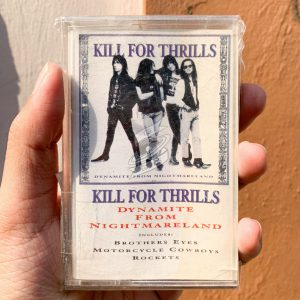 KILL FOR THRILLS
DYNAMITE FROM NIGHTMARELAND
KILL FOR THRILLS
DYNAMITE
FROM
NIGHTMARELAND
INCLUDES:
BROTHERS EYES
MOTORCYCLE COWBOYS
ROCKETS